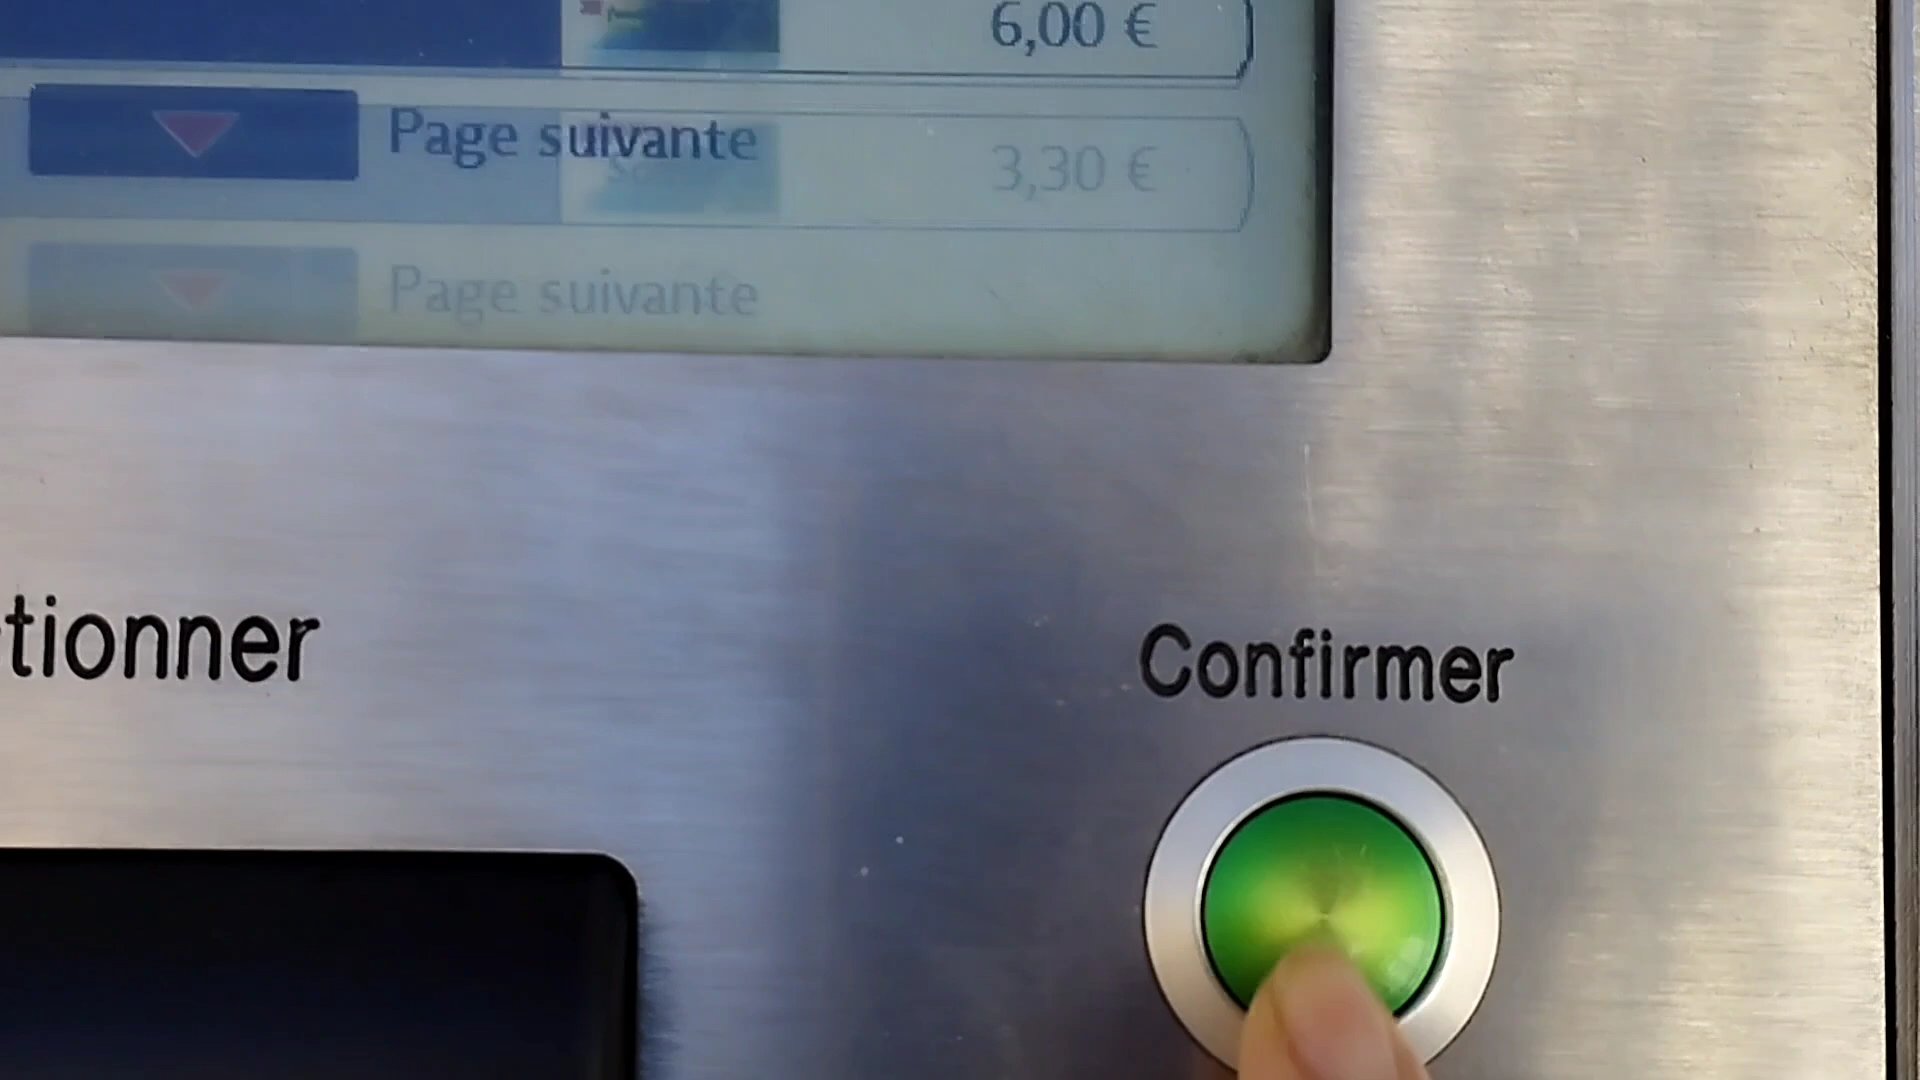 6,00 €
Page suivante
3,30 €
Page suivante
tionner
Confirmer